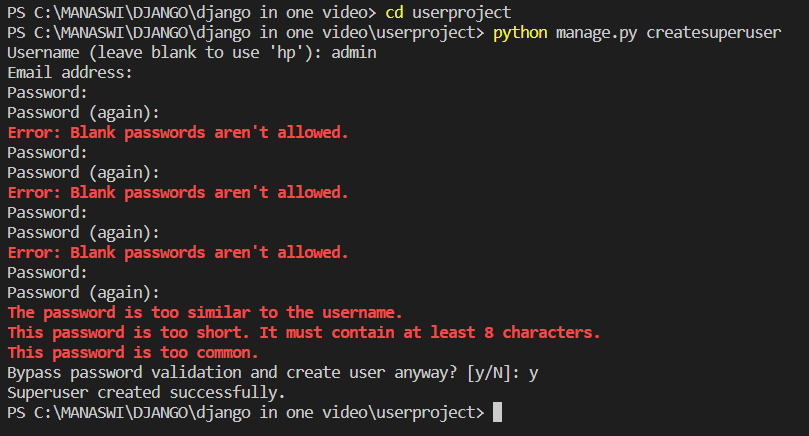 PS C:\MANASWI\DJANGO\django in one video> cd userproject
PS C:\MANASWI\DJANGO\django in one video\userproject> python manage.py createsuperuser
Username (leave blank to use 'hp'): admin
Email address:
Password:
Password (again):
Error: Blank passwords aren't allowed.
Password:
Password (again):
Error: Blank passwords aren't allowed.
Password:
Password (again):
Error: Blank passwords aren't allowed.
Password:
Password (again):
The password is too similar to the username.
This password is too short. It must contain at least 8 characters.
This password is too common.
Bypass password validation and create user anyway? [y/N]: y
Superuser created successfully.
PS C:\MANASWI\DJANGO\django in one video\userproject>